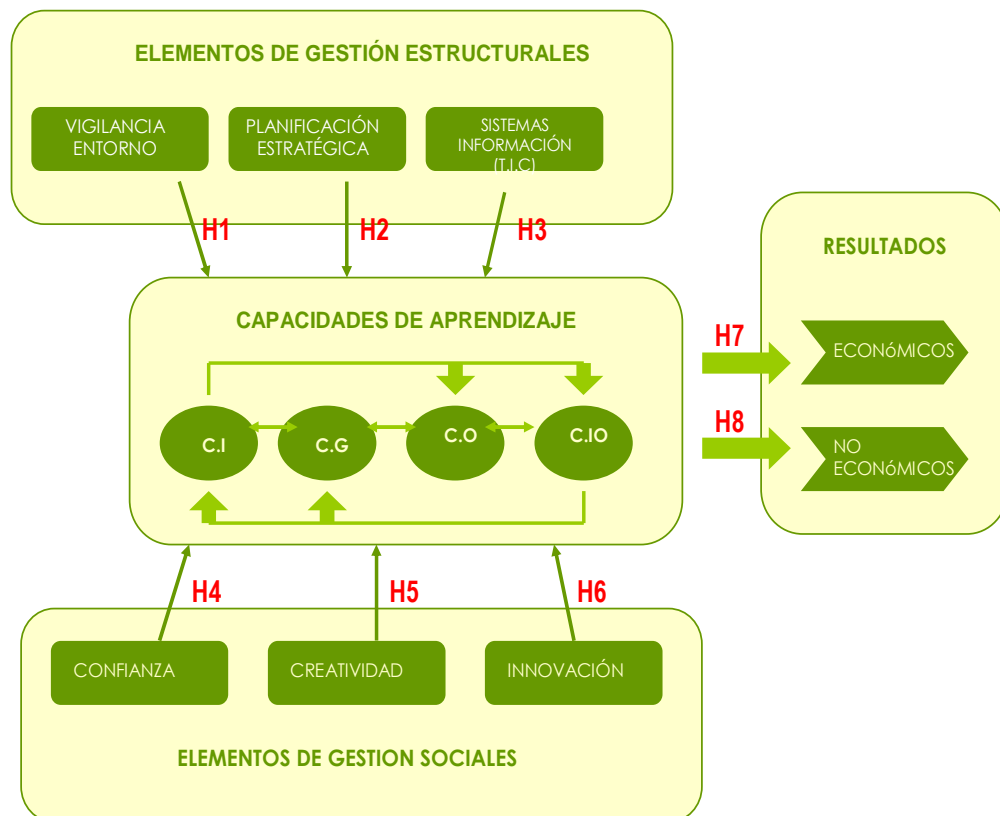 ELEMENTOS DE GESTIÓN ESTRUCTURALES
VIGILANCIA
ENTORNO
PLANIFICACIÓN
ESTRATÉGICA
SISTEMAS
INFORMACIÓN
(T.I.C)
H1
H2
H3
CAPACIDADES DE APRENDIZAJE
C.I
C.G
C.O
C.IO
H7
H8
RESULTADOS
ECONóMICOS
NO
ECONóMICOS
H4
H5
H6
CONFIANZA
CREATIVIDAD
INNOVACIÓN
ELEMENTOS DE GESTION SOCIALES